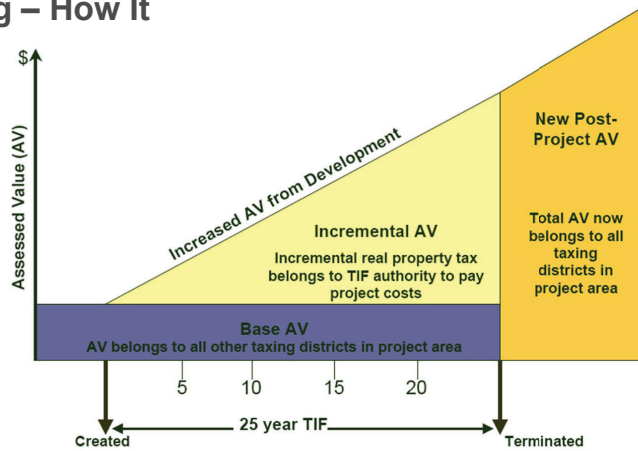 g – How It
$
Assessed Value (AV)
Increased AV from Development
New Post-
Project AV
Incremental AV
Incremental real property tax
belongs to TIF authority to pay
project costs
Total AV now
belongs to all
taxing
districts in
project area
Base AV
AV belongs to all other taxing districts in project area
5 10 15 20
25 year TIF
Created
Terminated